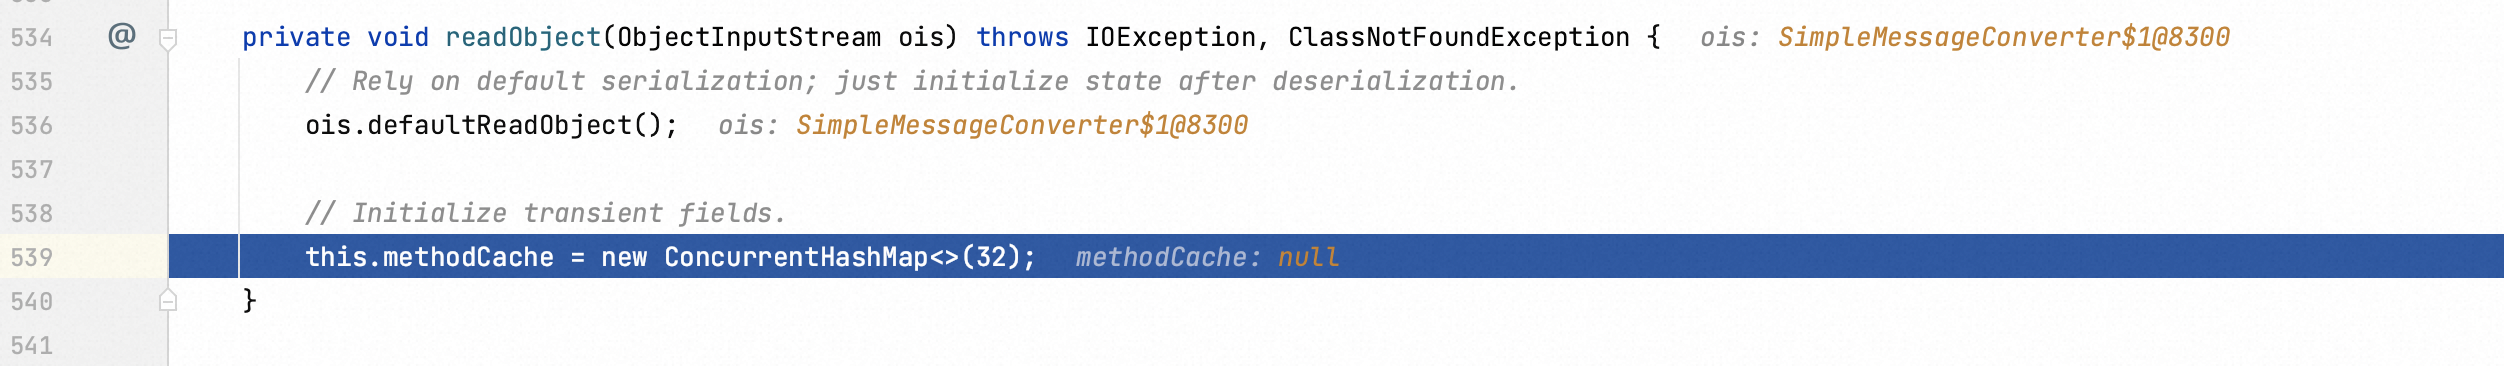 534 @ private void readObject(ObjectInputStream ois) throws IOException, ClassNotFoundException { ois: SimpleMessageConverter$1@8300
535 // Rely on default serialization; just initialize state after deserialization.
536 ois.defaultReadObject(); ois: SimpleMessageConverter$1@8300
537
538 // Initialize transient fields.
539 this.methodCache = new ConcurrentHashMap<>(32); methodCache: null
540 }
541